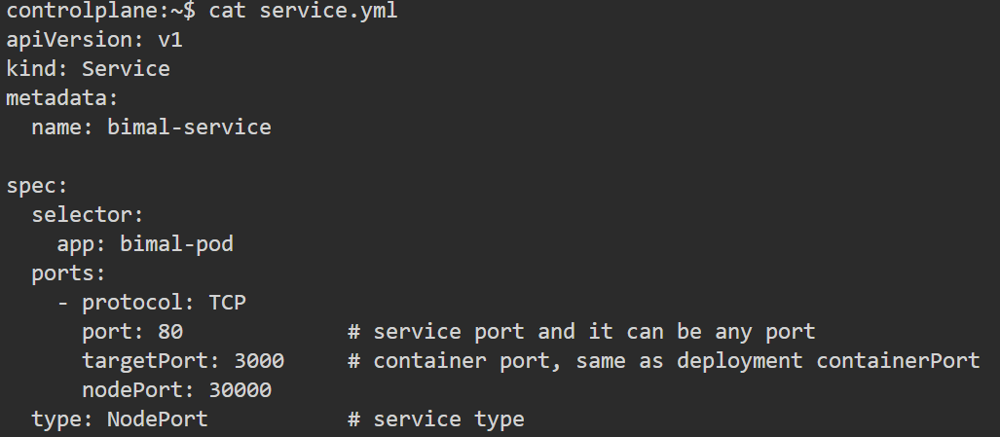 controlplane:~$ cat service.yml
apiVersion: v1
kind: Service
metadata:
  name: bimal-service

spec:
  selector:
    app: bimal-pod
  ports:
    - protocol: TCP
      port: 80             # service port and it can be any port
      targetPort: 3000     # container port, same as deployment containerPort
      nodePort: 30000
  type: NodePort           # service type